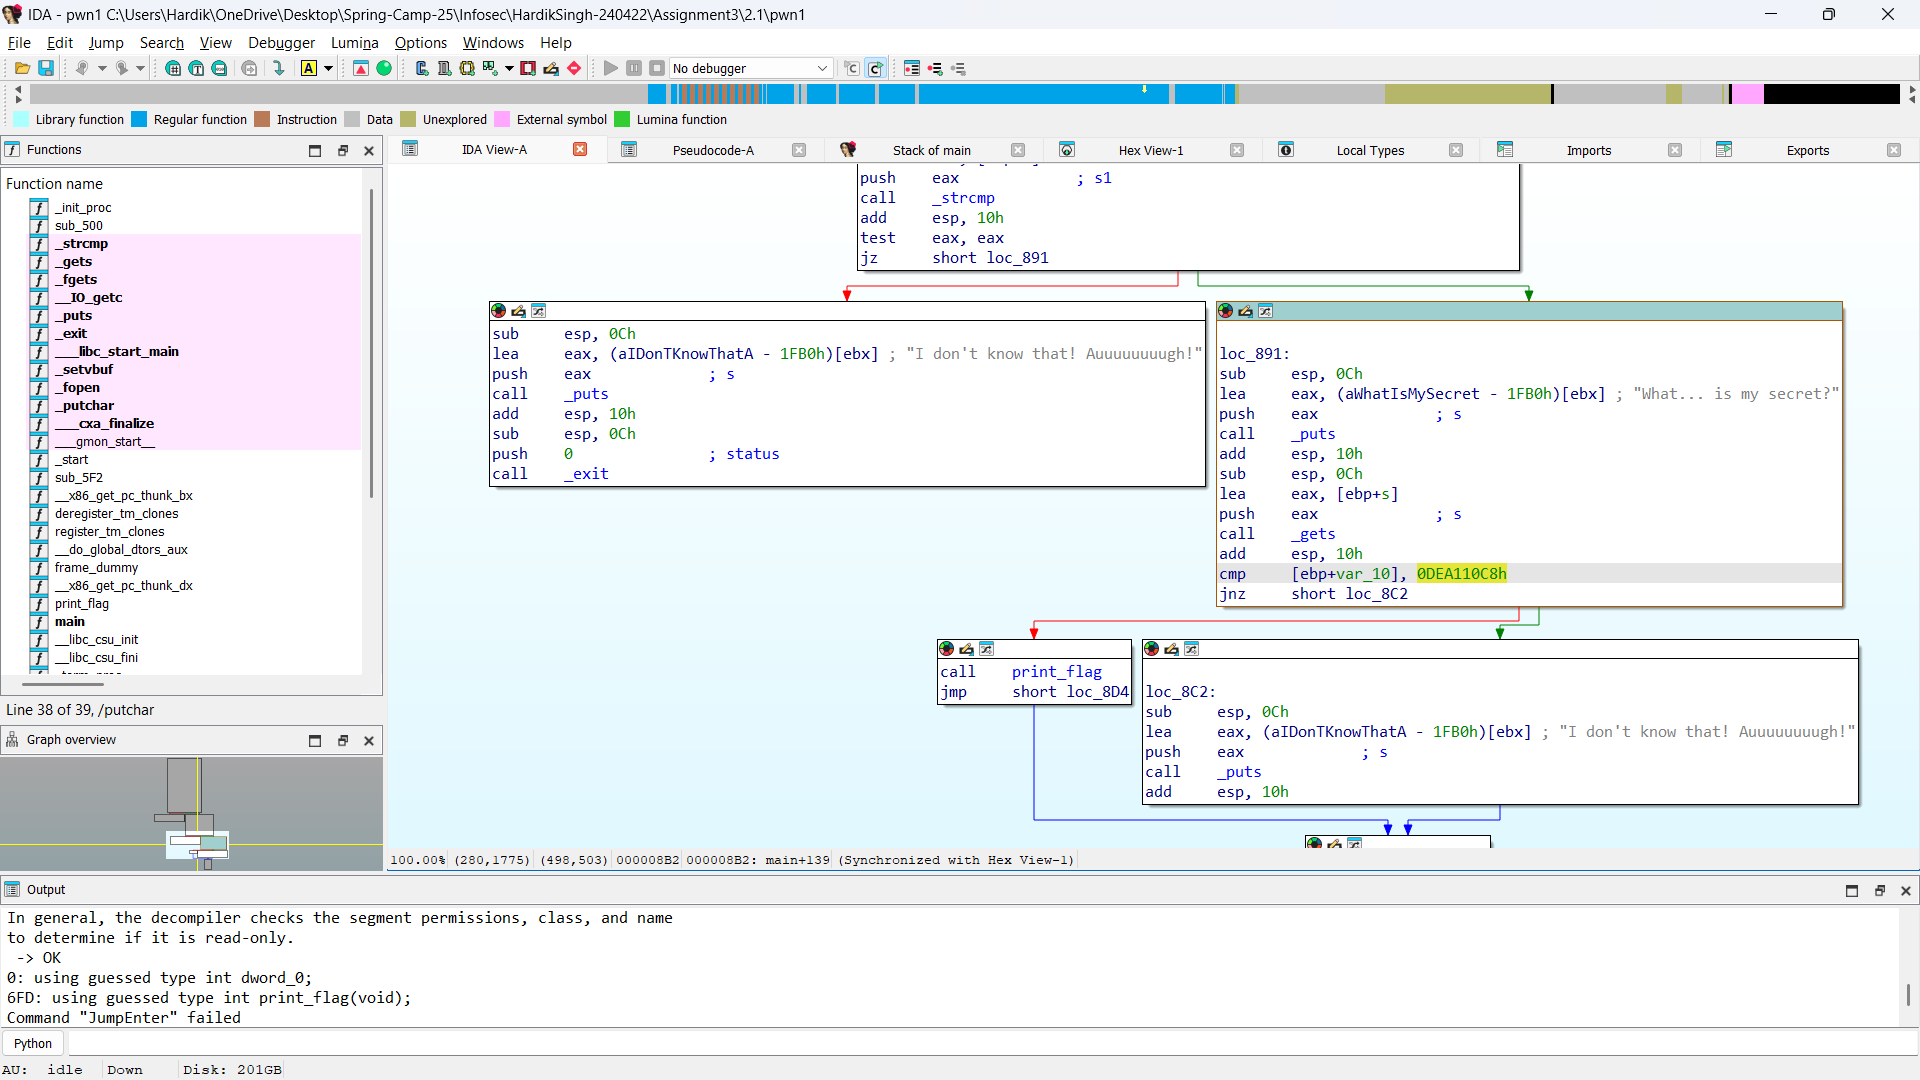 IDA - pwn1 C:\Users\Hardik\OneDrive\Desktop\Spring-Camp-25\Infosec\HardikSingh-240422\Assignment3\2.1\pwn1
File Edit Jump Search View Debugger Lumina Options Windows Help
No debugger
Library function Regular function Instruction Data Unexplored External symbol Lumina function
Functions
IDA View-A Pseudocode-A Stack of main Hex View-1 Local Types Imports Exports
Function name
_init_proc
sub_500
_strcmp
_gets
_fgets
__IO_getc
_puts
_exit
___libc_start_main
_setvbuf
_fopen
_putchar
___cxa_finalize
___gmon_start__
_start
sub_5F2
__x86_get_pc_thunk_bx
deregister_tm_clones
register_tm_clones
__do_global_dtors_aux
frame_dummy
__x86_get_pc_thunk_dx
print_flag
main
__libc_csu_init
__libc_csu_fini
Line 38 of 39, /putchar
Graph overview
push eax ; s1
call _strcmp
add esp, 10h
test eax, eax
jz short loc_891
sub esp, 0Ch
lea eax, (aIDonTKnowThatA - 1FB0h)[ebx] ; "I don't know that! Auuuuuuuugh!"
push eax ; s
call _puts
add esp, 10h
sub esp, 0Ch
push 0 ; status
call _exit
loc_891:
sub esp, 0Ch
lea eax, (aWhatIsMySecret - 1FB0h)[ebx] ; "What... is my secret?"
push eax ; s
call _puts
add esp, 10h
sub esp, 0Ch
lea eax, [ebp+s]
push eax ; s
call _gets
add esp, 10h
cmp [ebp+var_10], 0DEA110C8h
jnz short loc_8C2
call print_flag
jmp short loc_8D4
loc_8C2:
sub esp, 0Ch
lea eax, (aIDonTKnowThatA - 1FB0h)[ebx] ; "I don't know that! Auuuuuuuugh!"
push eax ; s
call _puts
add esp, 10h
100.00% (280,1775) (498,503) 000008B2 000008B2: main+139 (Synchronized with Hex View-1)
Output
In general, the decompiler checks the segment permissions, class, and name
to determine if it is read-only.
-> OK
0: using guessed type int dword_0;
6FD: using guessed type int print_flag(void);
Command "JumpEnter" failed
Python
AU: idle Down Disk: 201GB